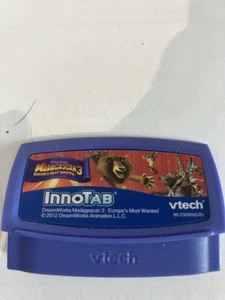 MADAGASCAR 3
EUROPE'S MOST WANTED
INNOTAB
vtech
DreamWorks Madagascar 3 Europe's Most Wanted
© 2012 DreamWorks Animation L.L.C.
vtech